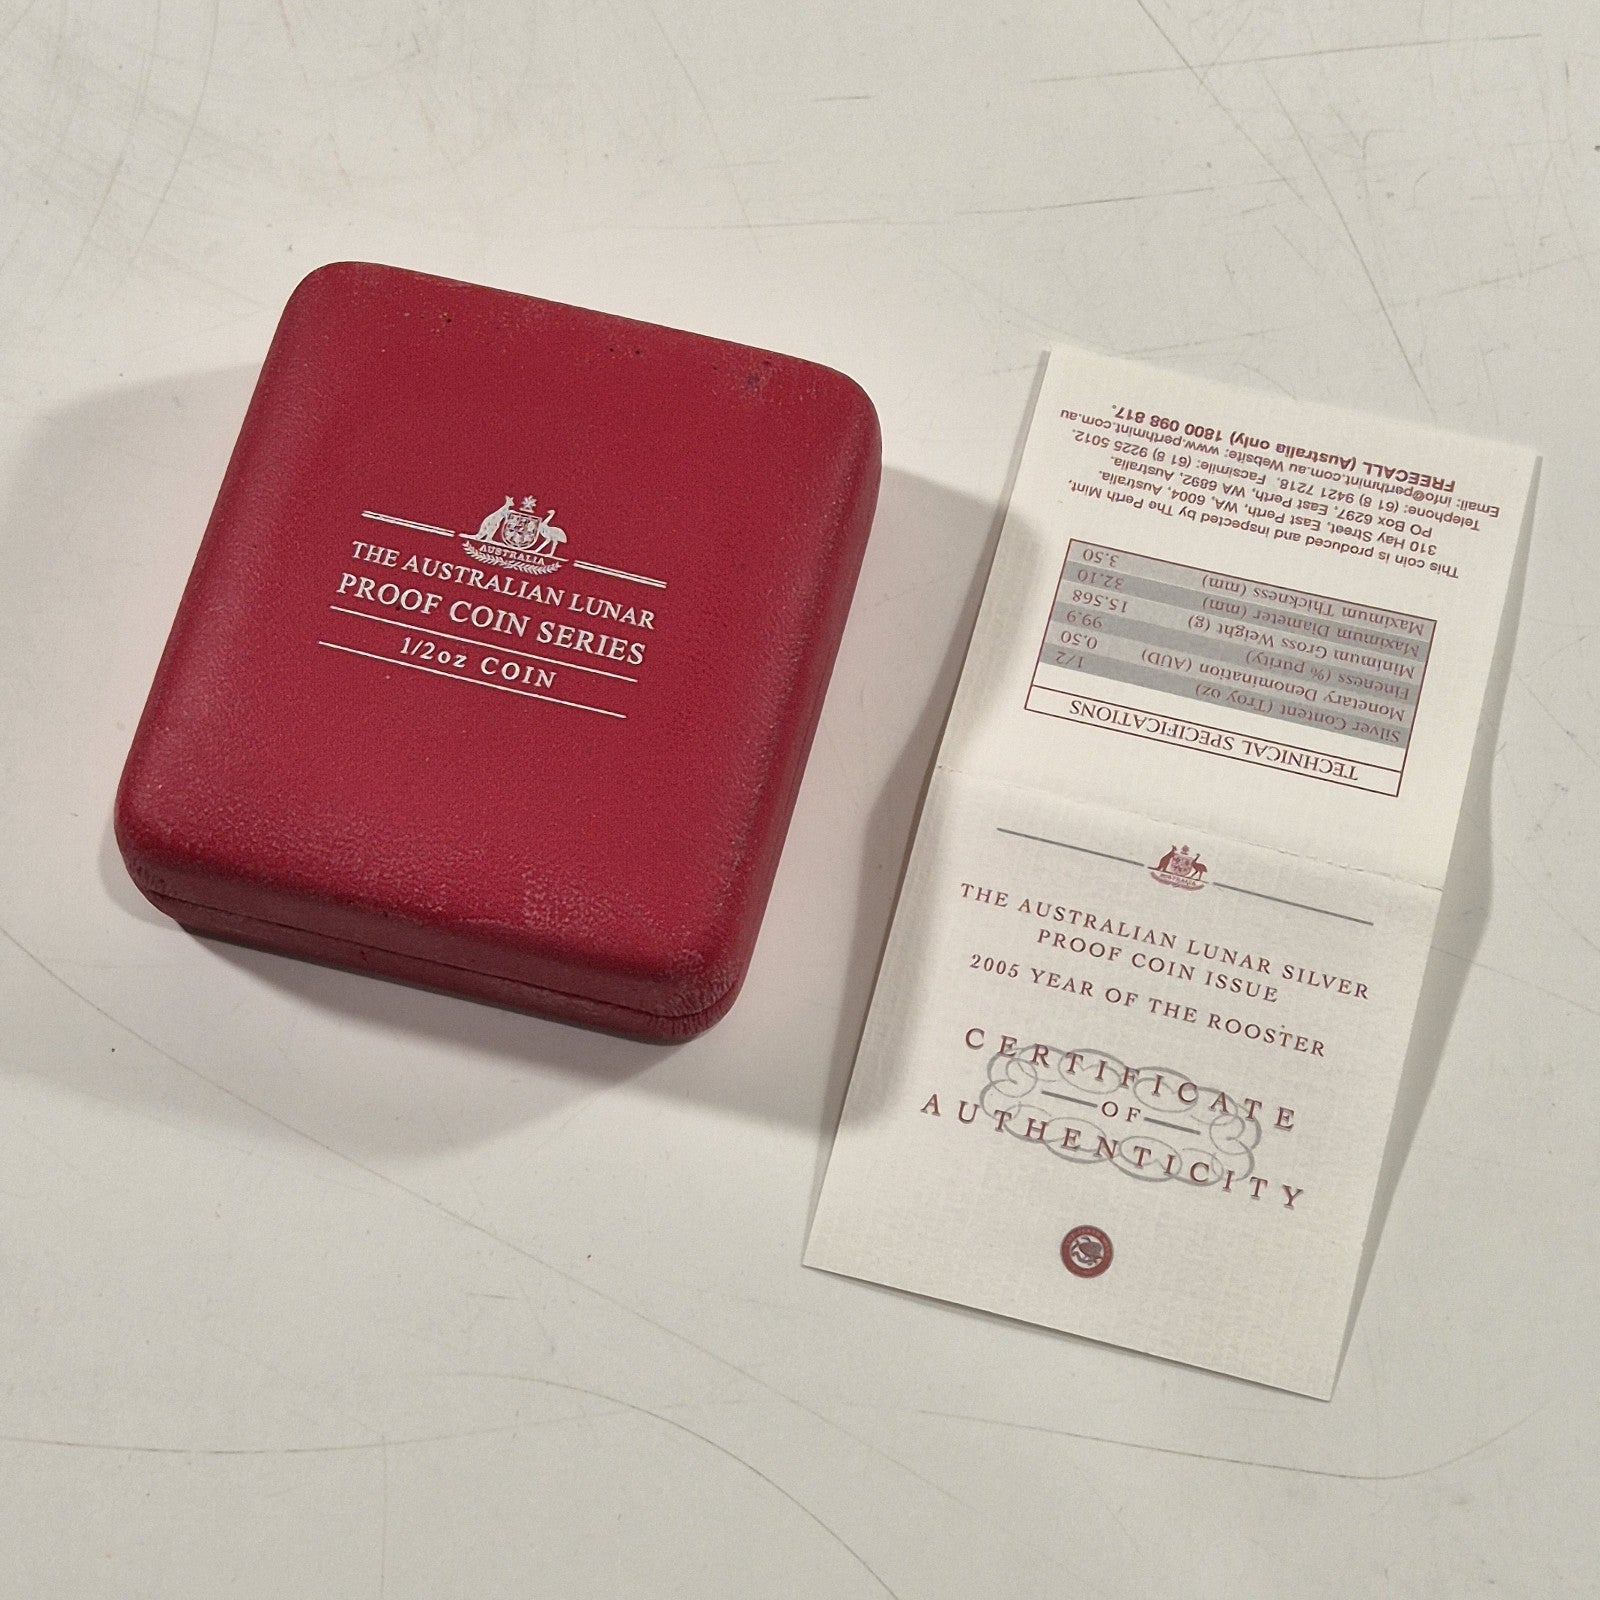 AUSTRALIA
THE AUSTRALIAN LUNAR
PROOF COIN SERIES
1/2oz COIN
THE AUSTRALIAN LUNAR SILVER
PROOF COIN ISSUE
2005 YEAR OF THE ROOSTER
CERTIFICATE
OF
AUTHENTICITY
TECHNICAL SPECIFICATIONS
Silver Content (Troy oz) 1/2
Monetary Denomination (AUD) 0.50
Fineness (% purity) 99.9
Minimum Gross Weight (g) 15.568
Maximum Diameter (mm) 32.10
Maximum Thickness (mm) 3.50
This coin is produced and inspected by The Perth Mint,
310 Hay Street, East Perth, WA, 6004, Australia.
PO Box 6297, East Perth, WA 6892, Australia.
Telephone: (61 8) 9421 7218. Facsimile: (61 8) 9225 5012.
Email: info@perthmint.com.au Website: www.perthmint.com.au
FREECALL (Australia only) 1800 098 817.